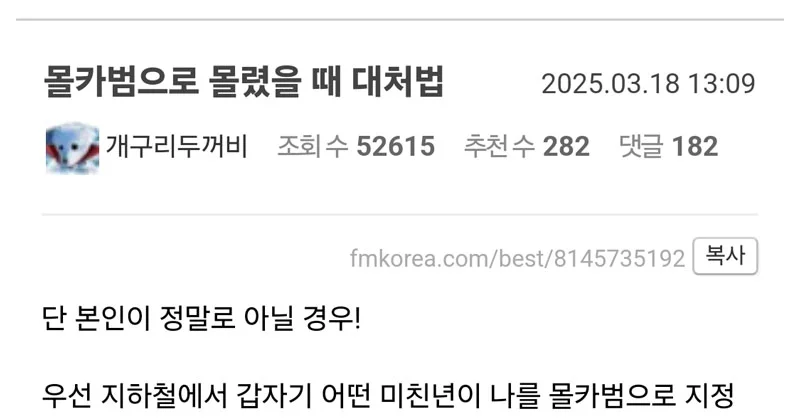 몰카범으로 몰렸을 때 대처법 2025.03.18 13:09
개구리두꺼비 조회 수 52615 추천 수 282 댓글 182
fmkorea.com/best/8145735192 복사
단 본인이 정말로 아닐 경우!
우선 지하철에서 갑자기 어떤 미친년이 나를 몰카범으로 지정